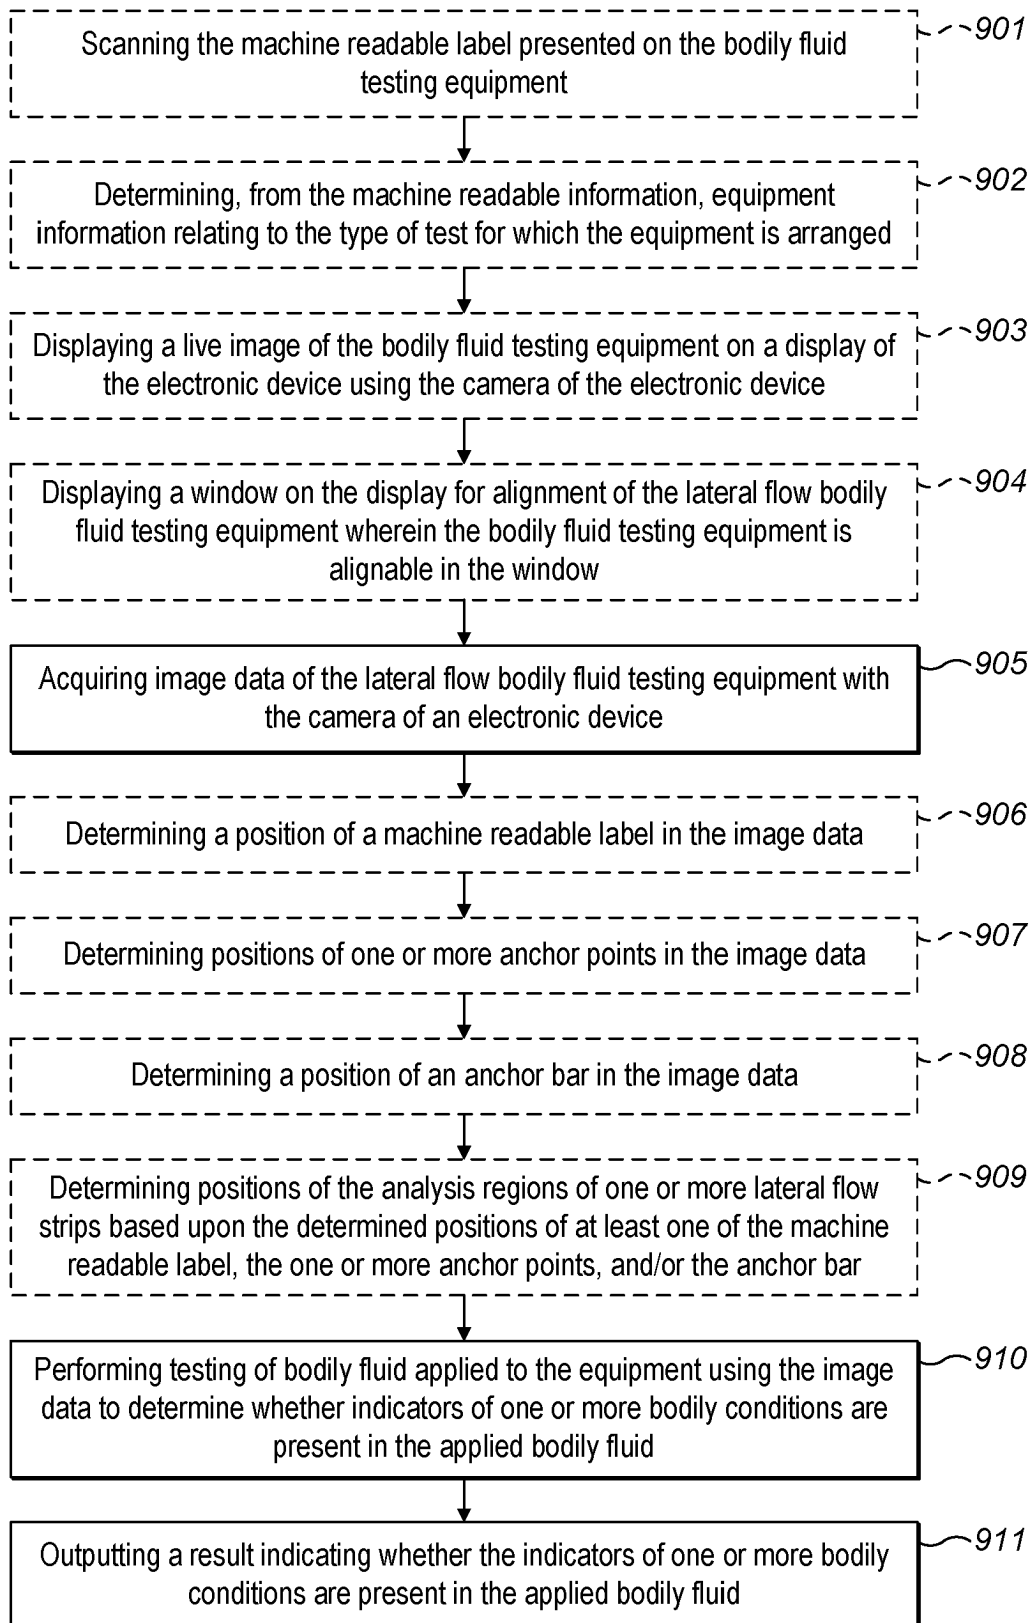 Scanning the machine readable label presented on the bodily fluid
testing equipment
901
Determining, from the machine readable information, equipment
information relating to the type of test for which the equipment is arranged
902
Displaying a live image of the bodily fluid testing equipment on a display of
the electronic device using the camera of the electronic device
903
Displaying a window on the display for alignment of the lateral flow bodily
fluid testing equipment wherein the bodily fluid testing equipment is
alignable in the window
904
Acquiring image data of the lateral flow bodily fluid testing equipment with
the camera of an electronic device
905
Determining a position of a machine readable label in the image data
906
Determining positions of one or more anchor points in the image data
907
Determining a position of an anchor bar in the image data
908
Determining positions of the analysis regions of one or more lateral flow
strips based upon the determined positions of at least one of the machine
readable label, the one or more anchor points, and/or the anchor bar
909
Performing testing of bodily fluid applied to the equipment using the image
data to determine whether indicators of one or more bodily conditions are
present in the applied bodily fluid
910
Outputting a result indicating whether the indicators of one or more bodily
conditions are present in the applied bodily fluid
911